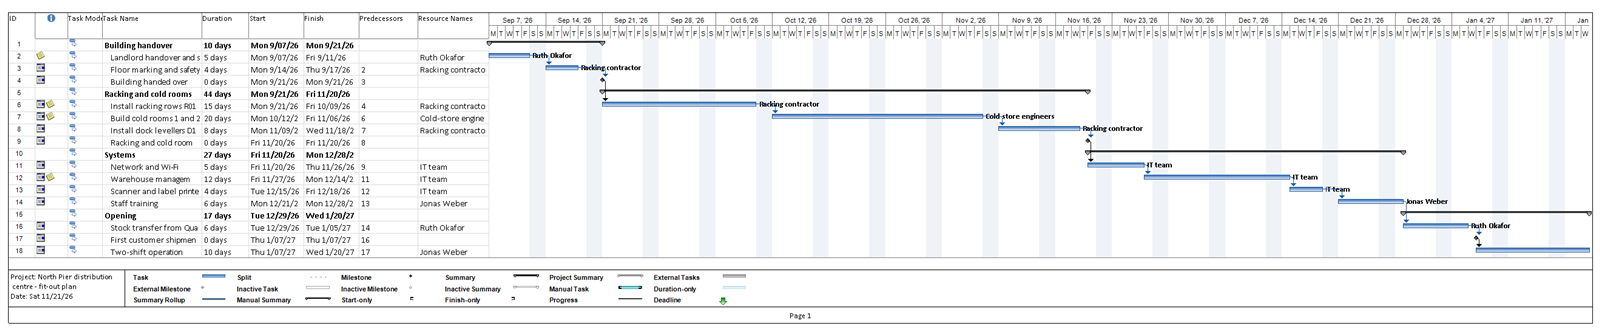 ID Task Mode Task Name Duration Start Finish Predecessors Resource Names Sep 7, '26 Sep 14, '26 Sep 21, '26 Sep 28, '26 Oct 5, '26 Oct 12, '26 Oct 19, '26 Oct 26, '26 Nov 2, '26 Nov 9, '26 Nov 16, '26 Nov 23, '26 Nov 30, '26 Dec 7, '26 Dec 14, '26 Dec 21, '26 Dec 28, '26 Jan 4, '27 Jan 11, '27 Jan
M T W T F S S M T W T F S S M T W T F S S M T W T F S S M T W T F S S M T W T F S S M T W T F S S M T W T F S S M T W T F S S M T W T F S S M T W T F S S M T W T F S S M T W T F S S M T W T F S S M T W T F S S M T W T F S S M T W T F S S M T W T F S S M T W T F S S M T W
1 Building handover 10 days Mon 9/07/26 Mon 9/21/26
2 Landlord handover and s 5 days Mon 9/07/26 Fri 9/11/26 Ruth Okafor Ruth Okafor
3 Floor marking and safety 4 days Mon 9/14/26 Thu 9/17/26 2 Racking contracto Racking contractor
4 Building handed over 0 days Mon 9/21/26 Mon 9/21/26 3
5 Racking and cold rooms 44 days Mon 9/21/26 Fri 11/20/26
6 Install racking rows R01 15 days Mon 9/21/26 Fri 10/09/26 4 Racking contracto Racking contractor
7 Build cold rooms 1 and 2 20 days Mon 10/12/2 Fri 11/06/26 6 Cold-store engine Cold-store engineers
8 Install dock levellers D1 8 days Mon 11/09/2 Wed 11/18/2 7 Racking contracto Racking contractor
9 Racking and cold room 0 days Fri 11/20/26 Fri 11/20/26 8
10 Systems 27 days Fri 11/20/26 Mon 12/28/2
11 Network and Wi-Fi 5 days Fri 11/20/26 Thu 11/26/26 9 IT team IT team
12 Warehouse managem 12 days Fri 11/27/26 Mon 12/14/2 11 IT team IT team
13 Scanner and label printe 4 days Tue 12/15/26 Fri 12/18/26 12 IT team IT team
14 Staff training 6 days Mon 12/21/2 Mon 12/28/2 13 Jonas Weber Jonas Weber
15 Opening 17 days Tue 12/29/26 Wed 1/20/27
16 Stock transfer from Qua 6 days Tue 12/29/26 Tue 1/05/27 14 Ruth Okafor Ruth Okafor
17 First customer shipmen 0 days Thu 1/07/27 Thu 1/07/27 16
18 Two-shift operation 10 days Thu 1/07/27 Wed 1/20/27 17 Jonas Weber
Project: North Pier distribution
centre - fit-out plan
Date: Sat 11/21/26
Task Split Milestone Summary Project Summary External Tasks
External Milestone Inactive Task Inactive Milestone Inactive Summary Manual Task Duration-only
Summary Rollup Manual Summary Start-only Finish-only Progress Deadline
Page 1